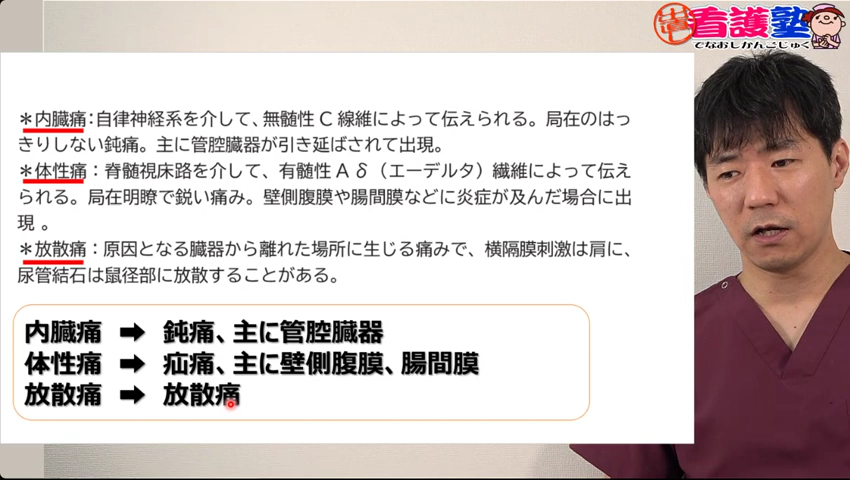 出直し看護塾
でなおしかんごじゅく
＊内臓痛：自律神経系を介して、無髄性 C 線維によって伝えられる。局在のはっ
きりしない鈍痛。主に管腔臓器が引き延ばされて出現。
＊体性痛：脊髄視床路を介して、有髄性 A δ（エーデルタ）繊維によって伝え
られる。局在明瞭で鋭い痛み。壁側腹膜や腸間膜などに炎症が及んだ場合に出
現 。
＊放散痛：原因となる臓器から離れた場所に生じる痛みで、横隔膜刺激は肩に、
尿管結石は鼠径部に放散することがある。
内臓痛 ➡ 鈍痛、主に管腔臓器
体性痛 ➡ 疝痛、主に壁側腹膜、腸間膜
放散痛 ➡ 放散痛